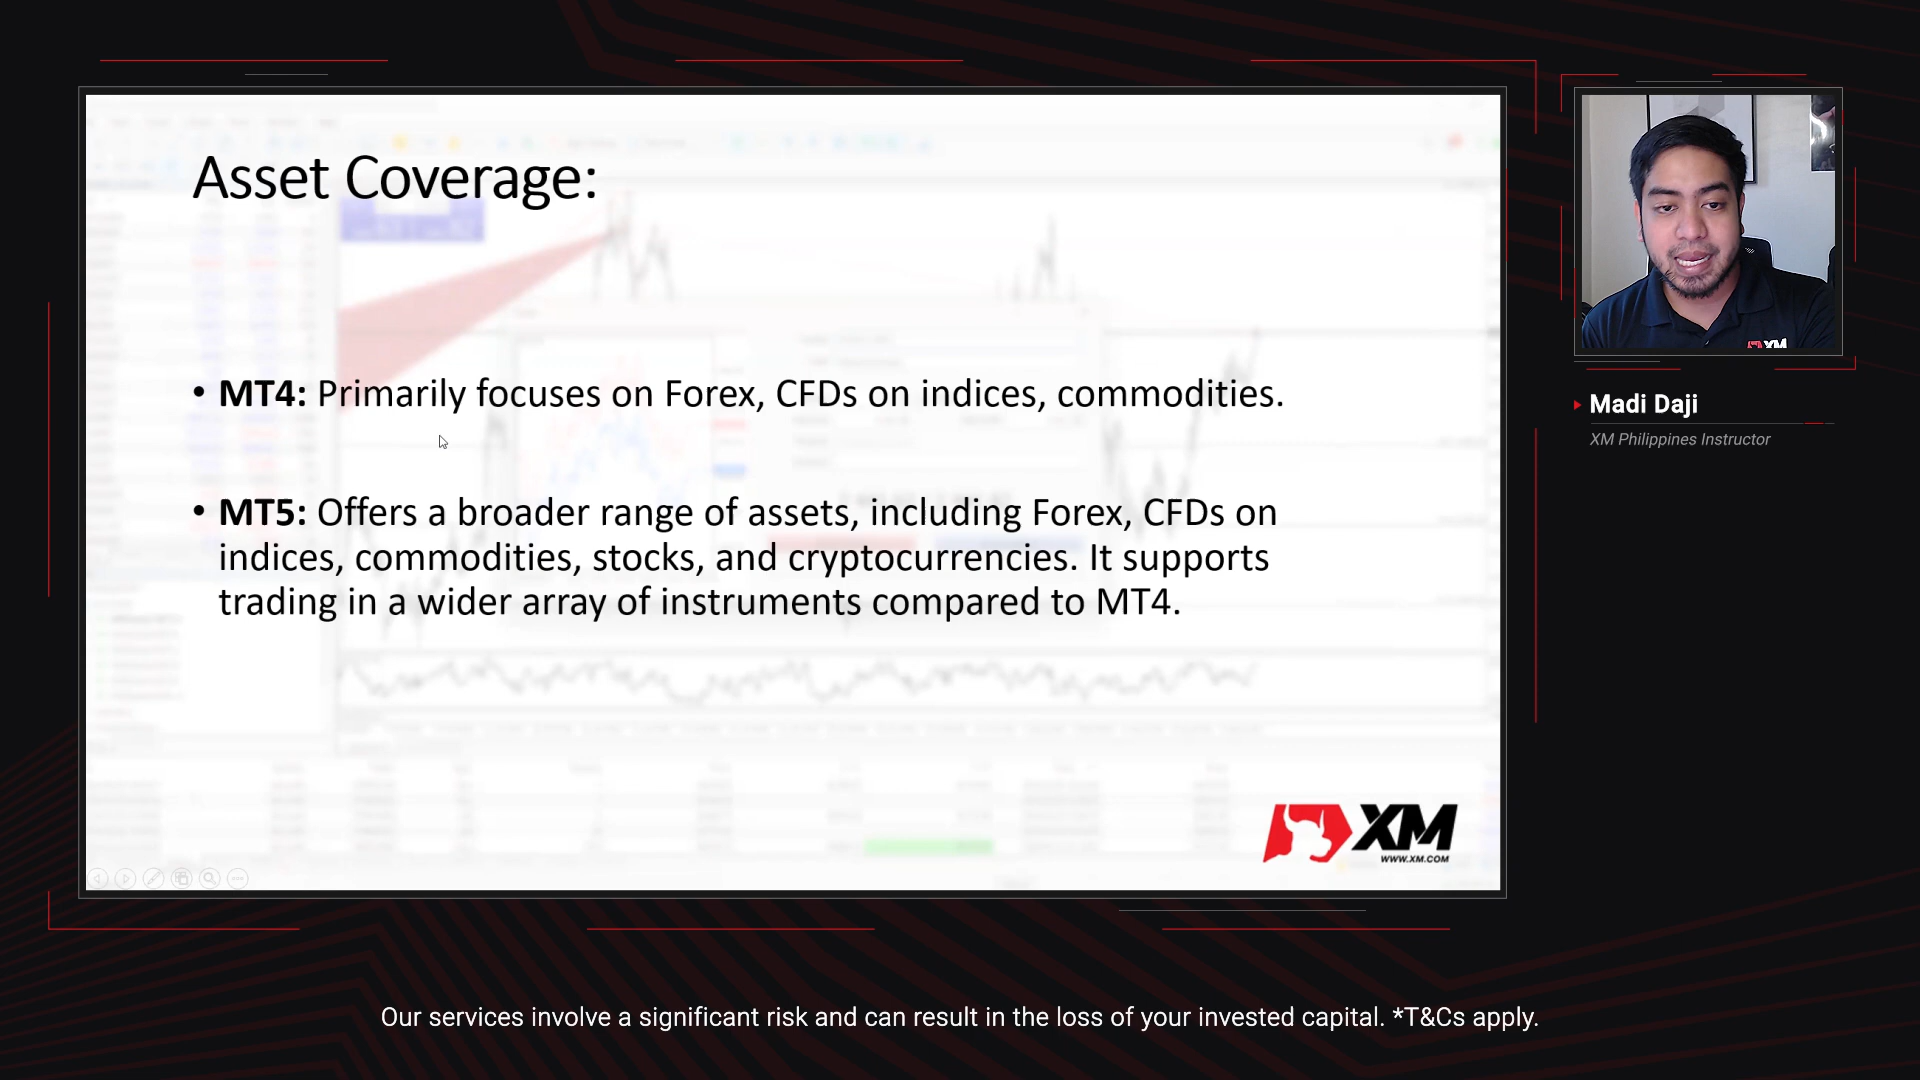 Asset Coverage:
• MT4: Primarily focuses on Forex, CFDs on indices, commodities.
• MT5: Offers a broader range of assets, including Forex, CFDs on
indices, commodities, stocks, and cryptocurrencies. It supports
trading in a wider array of instruments compared to MT4.
XM
WWW.XM.COM
XM
Madi Daji
XM Philippines Instructor
Our services involve a significant risk and can result in the loss of your invested capital. *T&Cs apply.